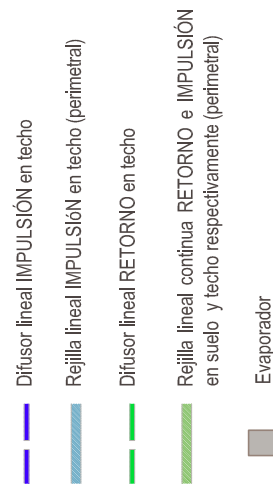 Difusor lineal IMPULSIÓN en techo
Rejilla lineal IMPULSIóN en techo (perimetral)
Difusor lineal RETORNO en techo
Rejilla lineal continua RETORNO e IMPULSIÓN
en suelo y techo respectivamente (perimetral)
Evaporador